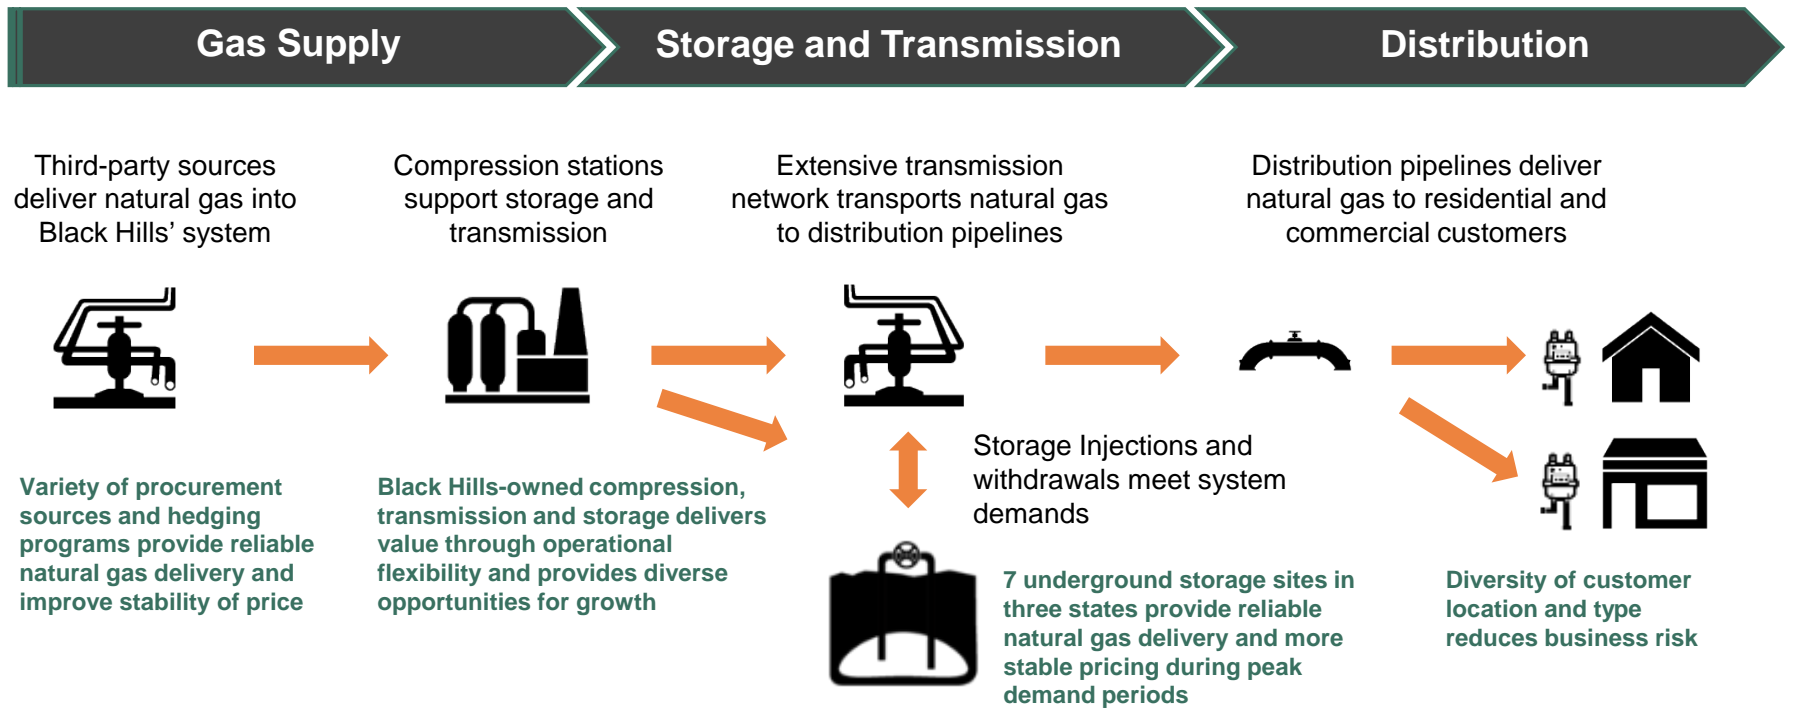 Gas Supply
Storage and Transmission
Distribution
Third-party sources
deliver natural gas into
Black Hills’ system
Compression stations
support storage and
transmission
Extensive transmission
network transports natural gas
to distribution pipelines
Distribution pipelines deliver
natural gas to residential and
commercial customers
Storage Injections and
withdrawals meet system
demands
Variety of procurement
sources and hedging
programs provide reliable
natural gas delivery and
improve stability of price
Black Hills-owned compression,
transmission and storage delivers
value through operational
flexibility and provides diverse
opportunities for growth
7 underground storage sites in
three states provide reliable
natural gas delivery and more
stable pricing during peak
demand periods
Diversity of customer
location and type
reduces business risk